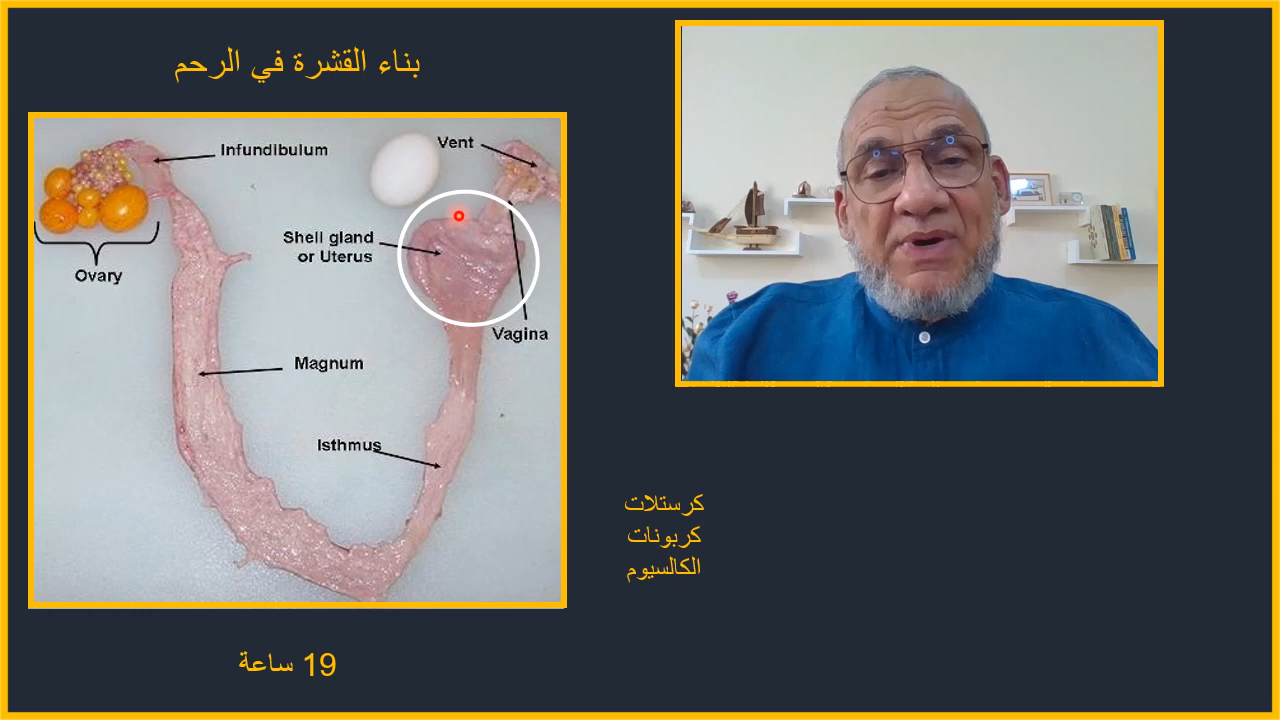 بناء القشرة في الرحم
Infundibulum
Vent
Shell gland
or Uterus
Ovary
Vagina
Magnum
Isthmus
كرستلات
كربونات
الكالسيوم
19 ساعة